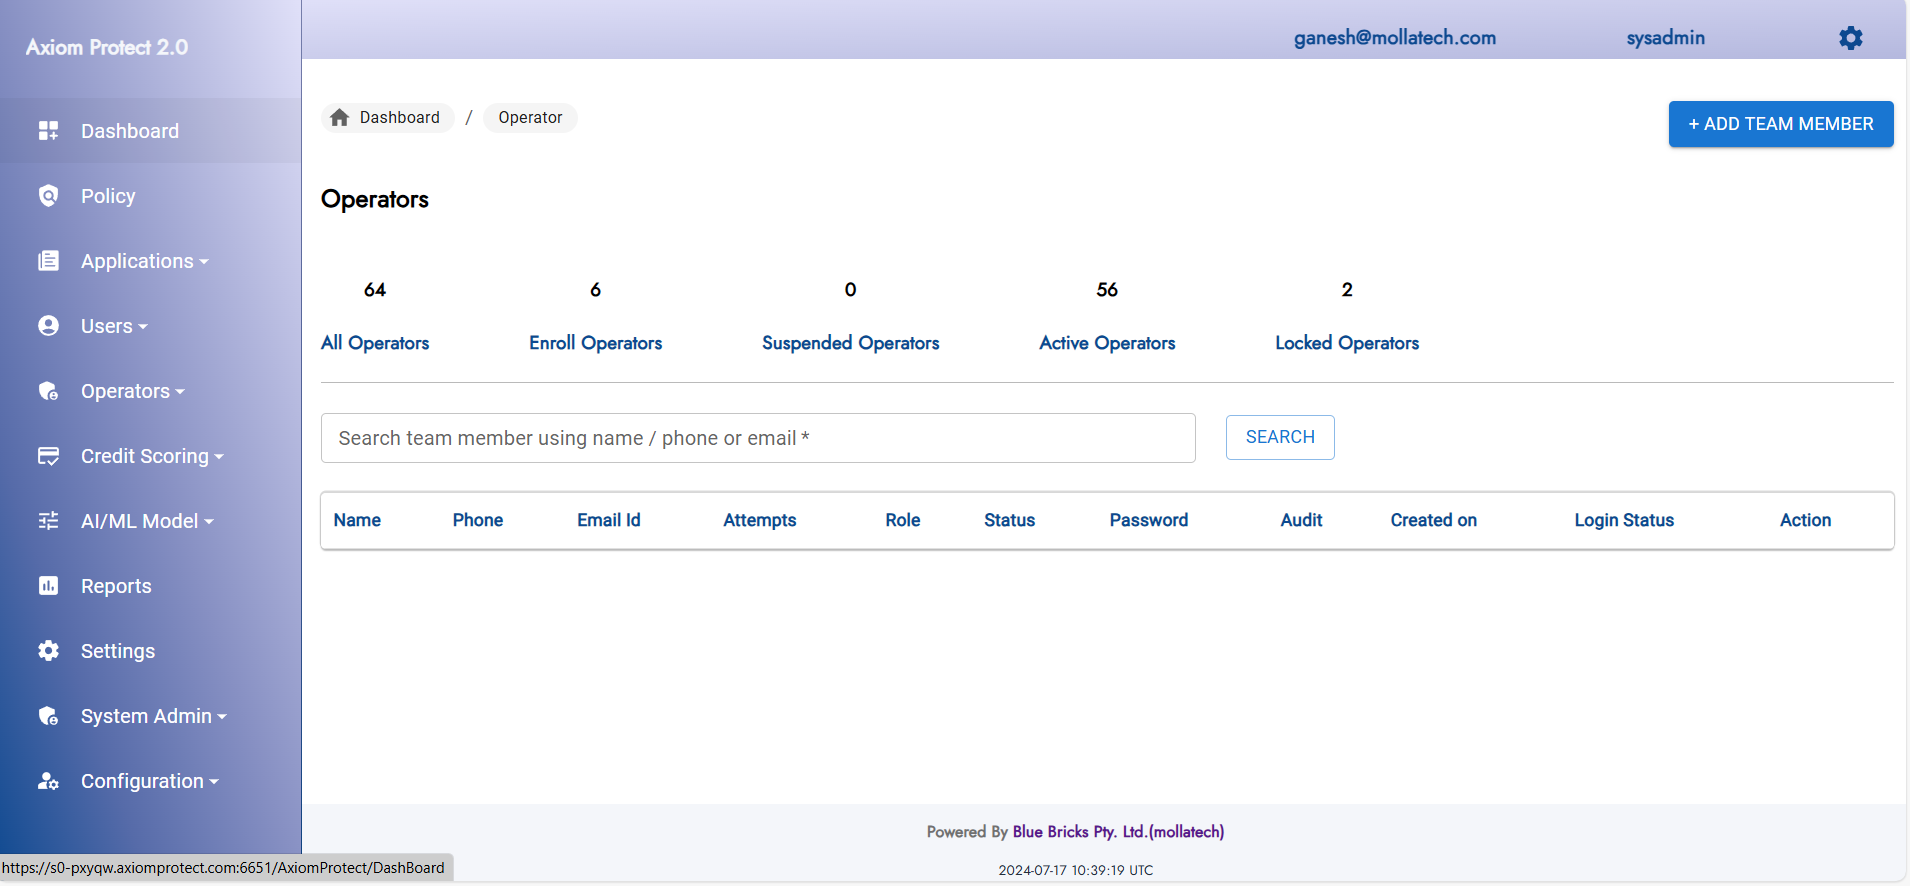 Axiom Protect 2.0
ganesh@mollatech.com sysadmin
Dashboard
Policy
Applications
Users
Operators
Credit Scoring
AI/ML Model
Reports
Settings
System Admin
Configuration
Dashboard / Operator
+ ADD TEAM MEMBER
Operators
64 6 0 56 2
All Operators Enroll Operators Suspended Operators Active Operators Locked Operators
Search team member using name / phone or email *
SEARCH
Name Phone Email Id Attempts Role Status Password Audit Created on Login Status Action
Powered By Blue Bricks Pty. Ltd.(mollatech)
2024-07-17 10:39:19 UTC
https://s0-pxyqw.axiomprotect.com:6651/AxiomProtect/DashBoard